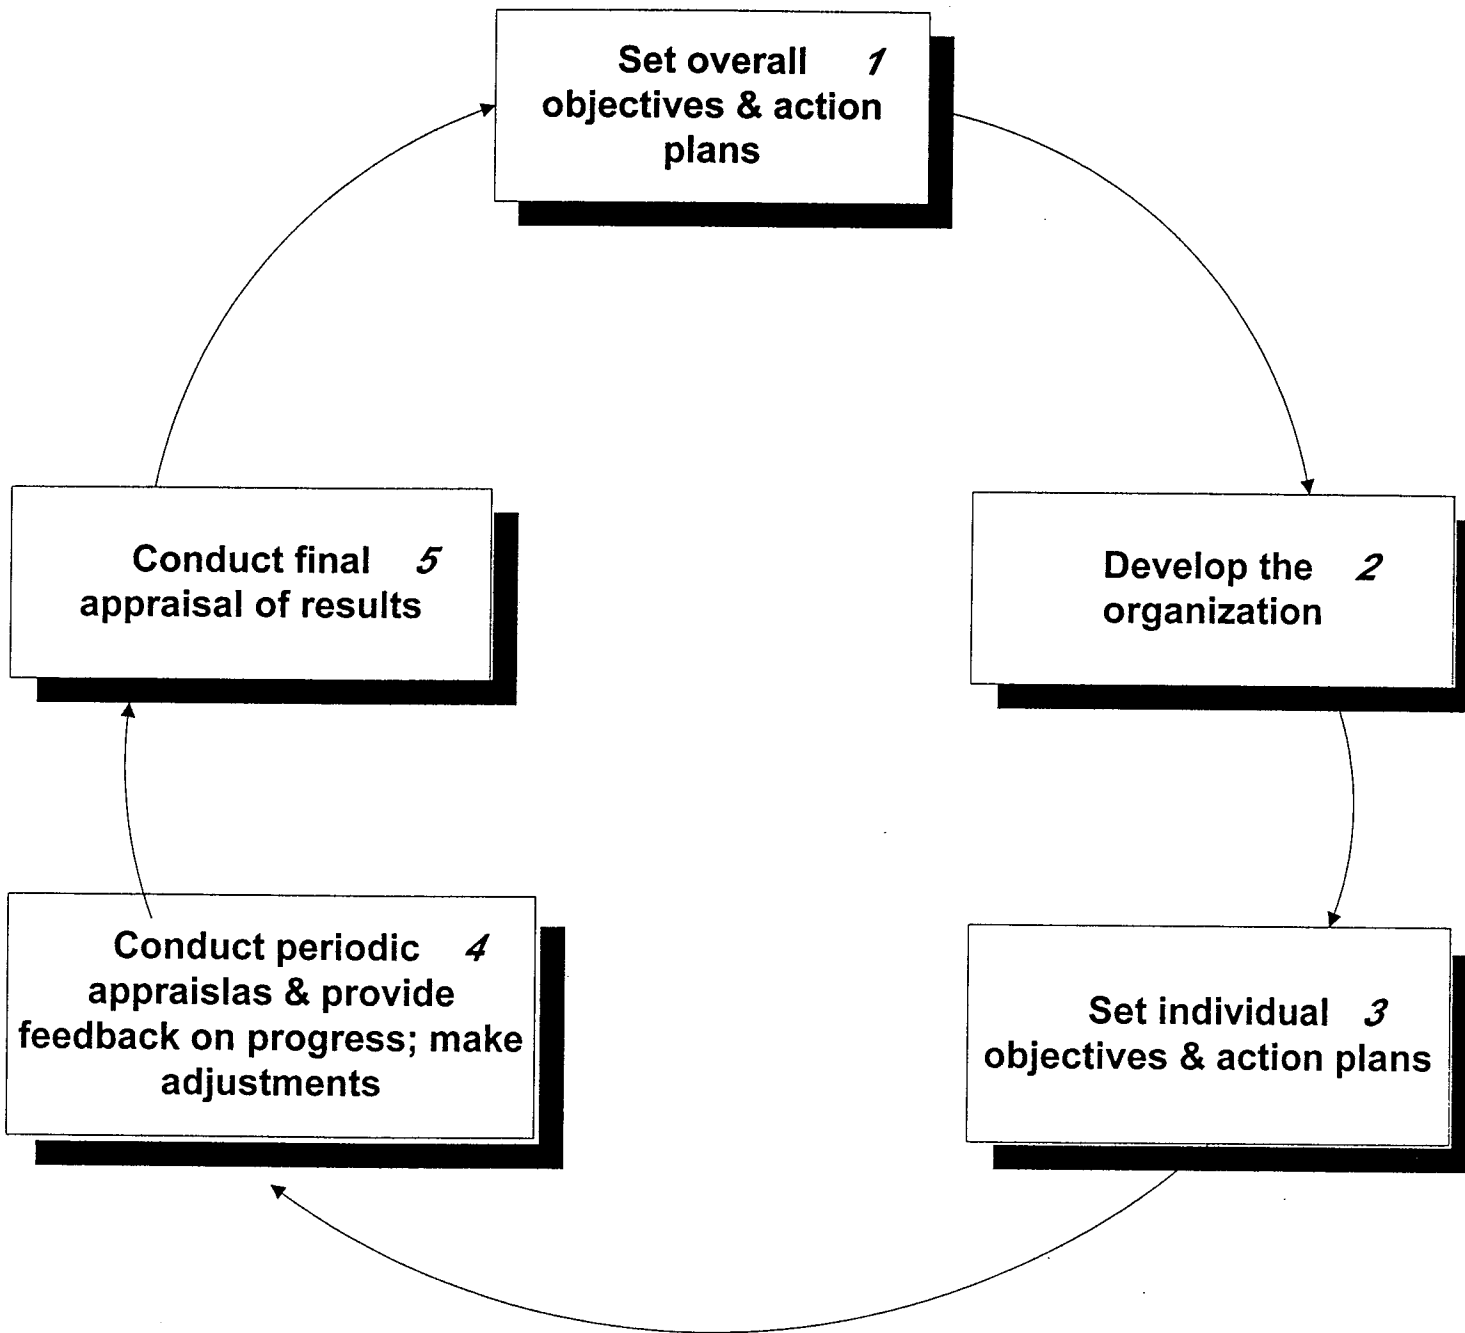 Set overall 1
objectives & action
plans
Develop the 2
organization
Set individual 3
objectives & action plans
Conduct periodic 4
appraislas & provide
feedback on progress; make
adjustments
Conduct final 5
appraisal of results